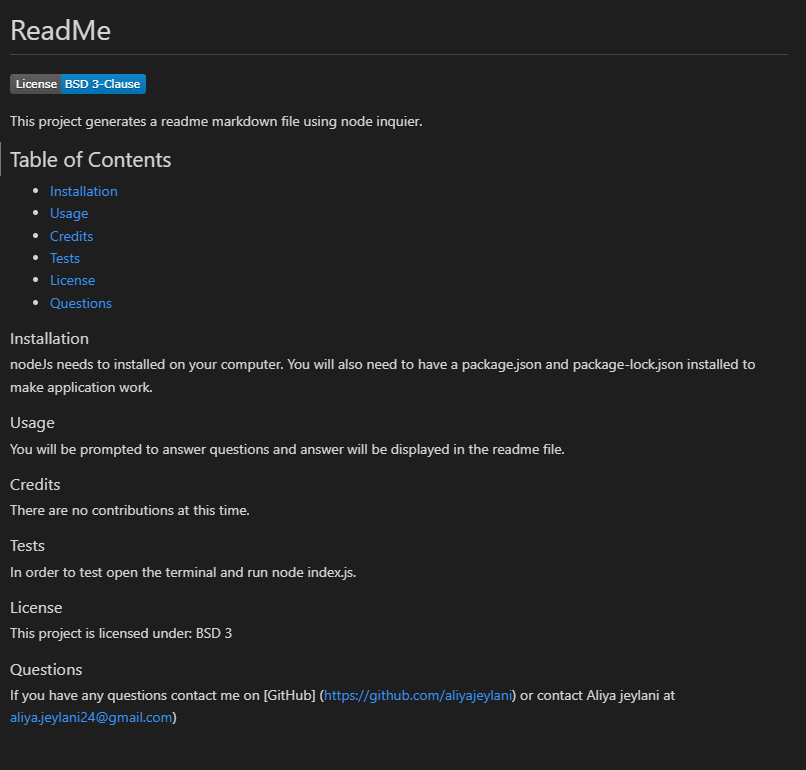 ReadMe
License BSD 3-Clause
This project generates a readme markdown file using node inquier.
Table of Contents
Installation
Usage
Credits
Tests
License
Questions
Installation
nodeJs needs to installed on your computer. You will also need to have a package.json and package-lock.json installed to
make application work.
Usage
You will be prompted to answer questions and answer will be displayed in the readme file.
Credits
There are no contributions at this time.
Tests
In order to test open the terminal and run node index.js.
License
This project is licensed under: BSD 3
Questions
If you have any questions contact me on [GitHub] (https://github.com/aliyajeylani) or contact Aliya jeylani at
aliya.jeylani24@gmail.com)